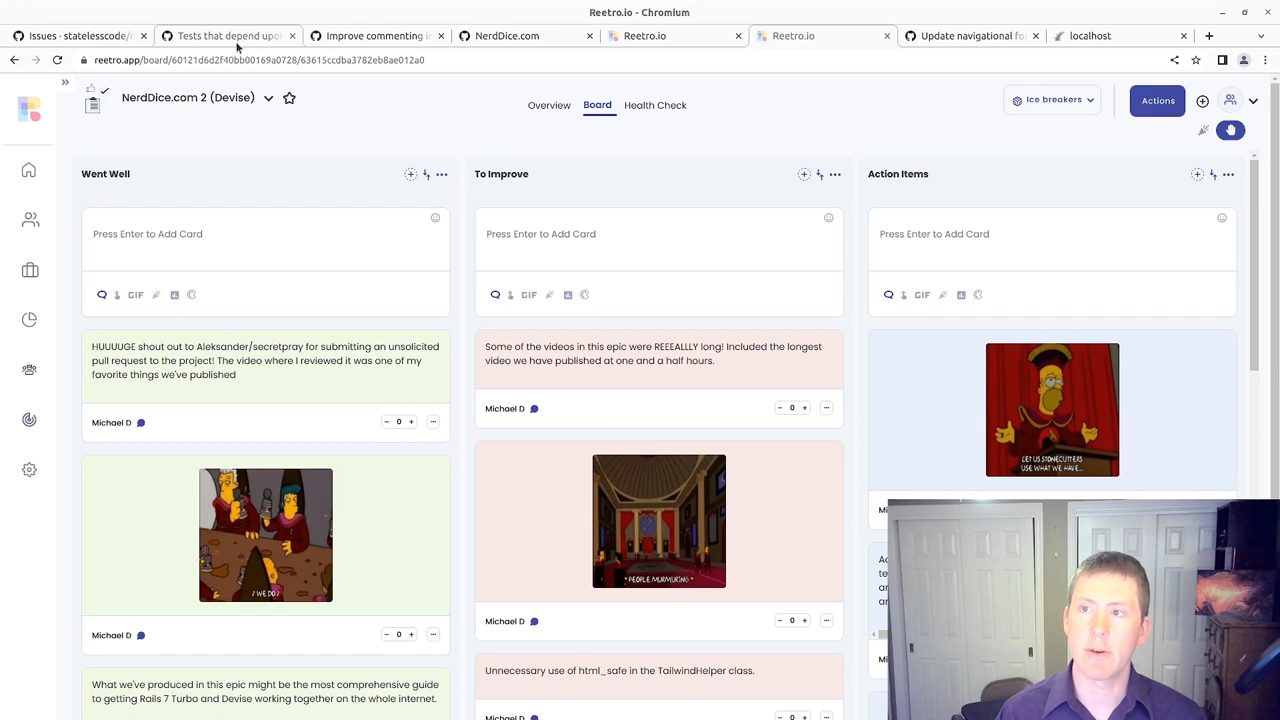 Reetro.io - Chromium
Issues · statelesscode/n
Tests that depend upo
Improve commenting in
NerdDice.com
Reetro.io
Reetro.io
Update navigational fo
localhost
reetro.app/board/60121d6d2f40bb00169a0728/63615ccdba3782eb8ae012a0
NerdDice.com 2 (Devise)
Overview
Board
Health Check
Ice breakers
Actions
Went Well
To Improve
Action Items
Press Enter to Add Card
Press Enter to Add Card
Press Enter to Add Card
GIF
GIF
GIF
HUUUUGE shout out to Aleksander/secretpray for submitting an unsolicited
pull request to the project! The video where I reviewed it was one of my
favorite things we've published
Michael D
- 0 +
♪ WE DO ♪
Michael D
- 0 +
What we've produced in this epic might be the most comprehensive guide
to getting Rails 7 Turbo and Devise working together on the whole internet.
Some of the videos in this epic were REEEALLLY long! Included the longest
video we have published at one and a half hours.
Michael D
- 0 +
* PEOPLE MURMURING *
Michael D
- 0 +
Unnecessary use of html_safe in the TailwindHelper class.
Michael D
- 0 +
LET US STONECUTTERS
USE WHAT WE HAVE...